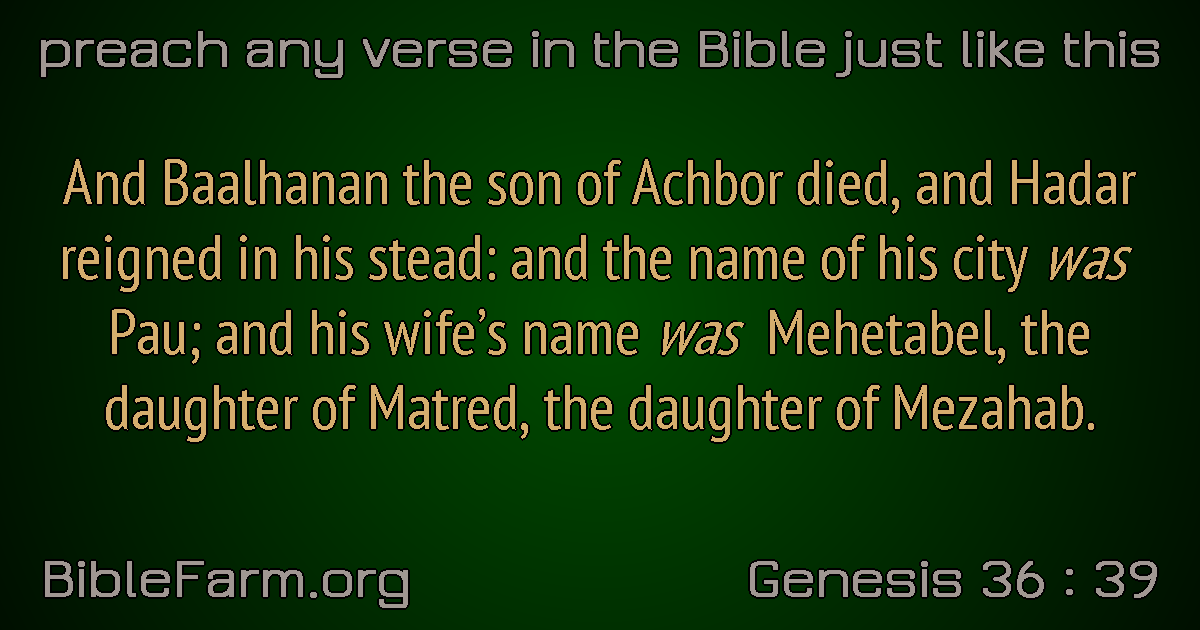 preach any verse in the Bible just like this
And Baalhanan the son of Achbor died, and Hadar
reigned in his stead: and the name of his city was
Pau; and his wife’s name was Mehetabel, the
daughter of Matred, the daughter of Mezahab.
BibleFarm.org
Genesis 36 : 39